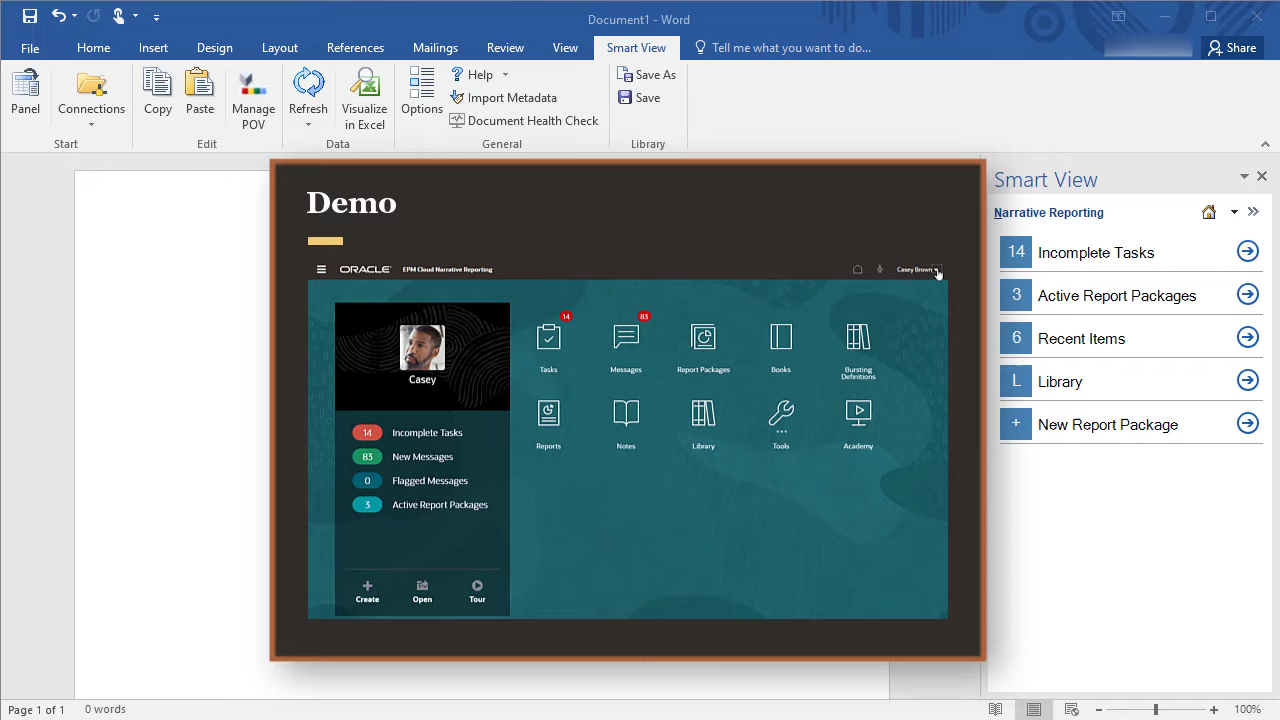 Document1 - Word
File Home Insert Design Layout References Mailings Review View Smart View Tell me what you want to do... Share
Panel Connections Copy Paste Manage POV Refresh Visualize in Excel Options
Help
Import Metadata
Document Health Check
Save As
Save
Start Edit Data General Library
Demo
ORACLE EPM Cloud Narrative Reporting Casey Brown
Casey
14 Incomplete Tasks
83 New Messages
0 Flagged Messages
3 Active Report Packages
Create Open Tour
14 83
Tasks Messages Report Packages Books Bursting Definitions
Reports Notes Library Tools Academy
Smart View
Narrative Reporting
14 Incomplete Tasks
3 Active Report Packages
6 Recent Items
L Library
+ New Report Package
Page 1 of 1 0 words 100%